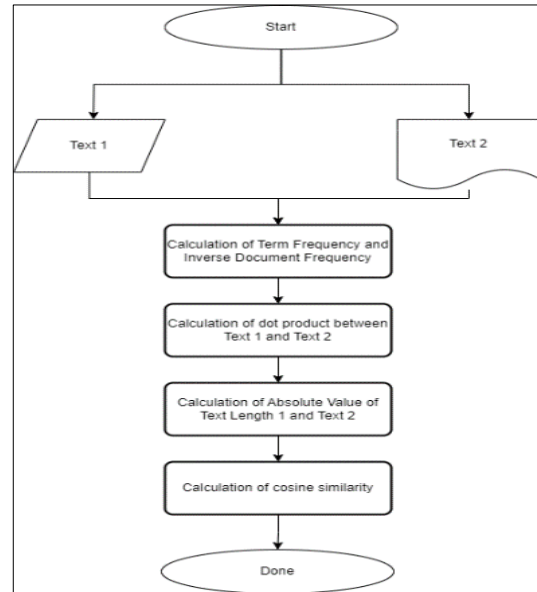 Start
Text 1
Text 2
Calculation of Term Frequency and
Inverse Document Frequency
Calculation of dot product between
Text 1 and Text 2
Calculation of Absolute Value of
Text Length 1 and Text 2
Calculation of cosine similarity
Done